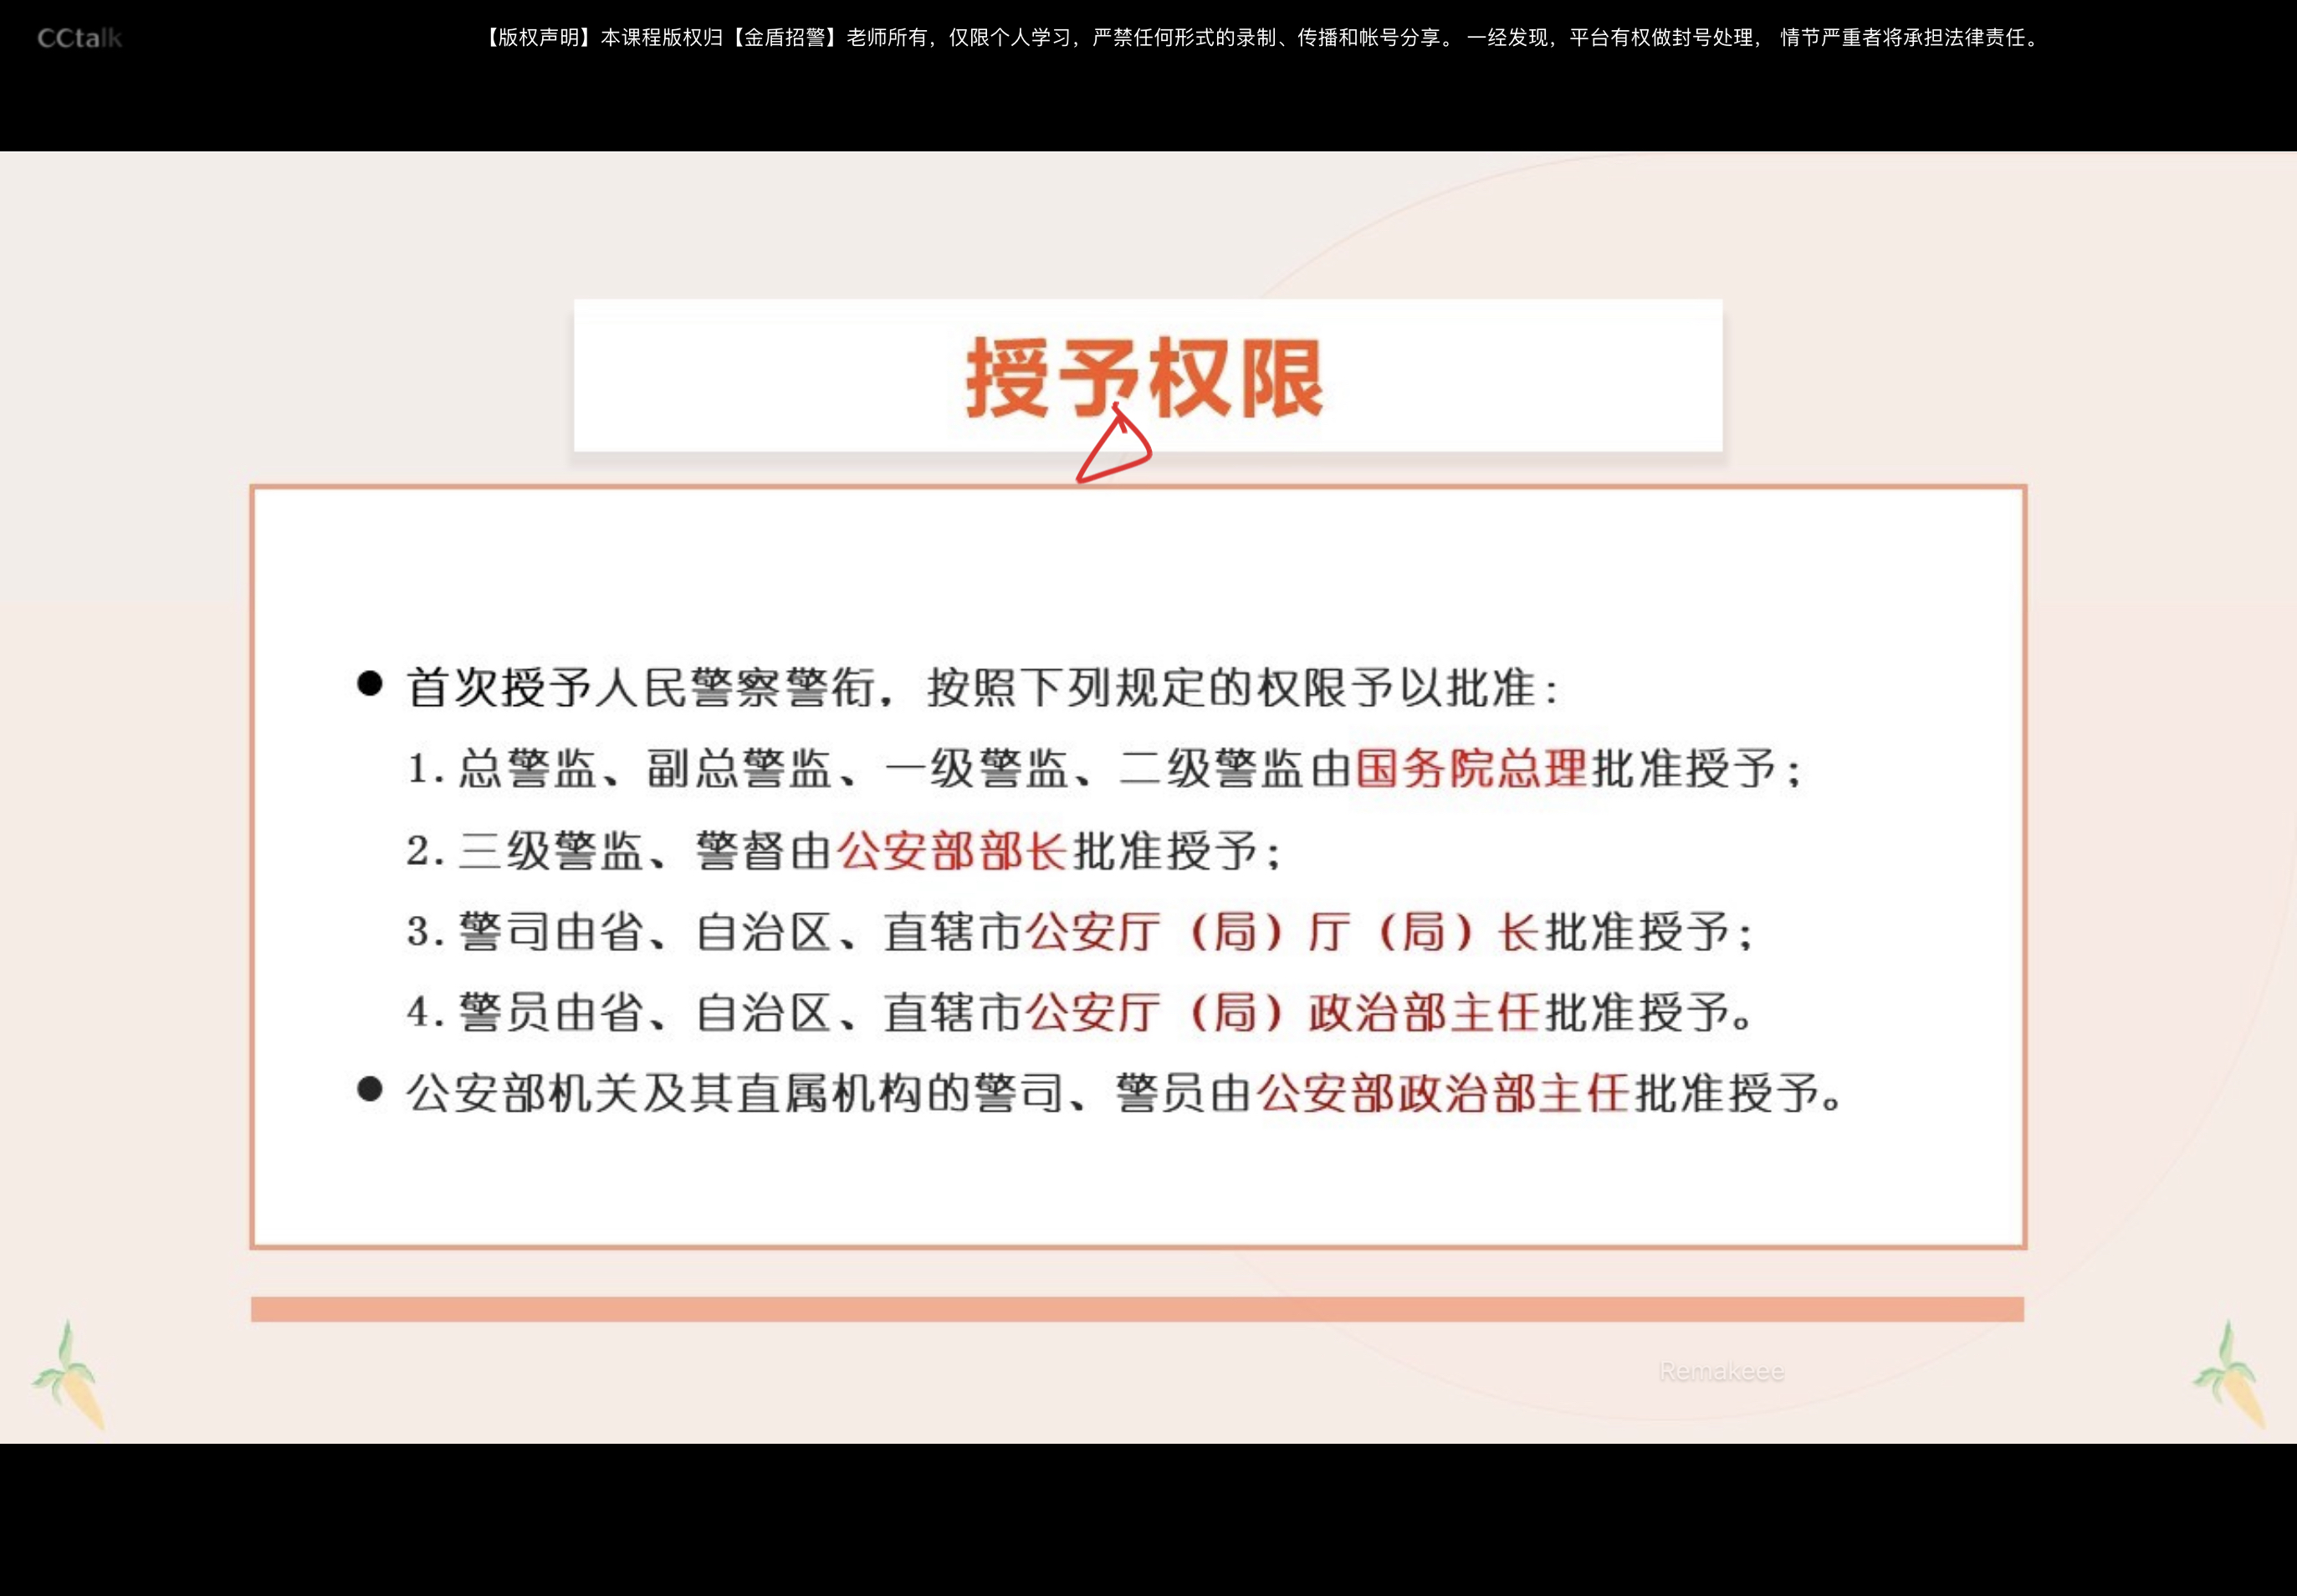 CCtalk
【版权声明】本课程版权归【金盾招警】老师所有，仅限个人学习，严禁任何形式的录制、传播和帐号分享。 一经发现，平台有权做封号处理， 情节严重者将承担法律责任。
授予权限
● 首次授予人民警察警衔，按照下列规定的权限予以批准：
1.总警监、副总警监、一级警监、二级警监由国务院总理批准授予；
2.三级警监、警督由公安部部长批准授予；
3.警司由省、自治区、直辖市公安厅（局）厅（局）长批准授予；
4.警员由省、自治区、直辖市公安厅（局）政治部主任批准授予。
● 公安部机关及其直属机构的警司、警员由公安部政治部主任批准授予。
Remakeee